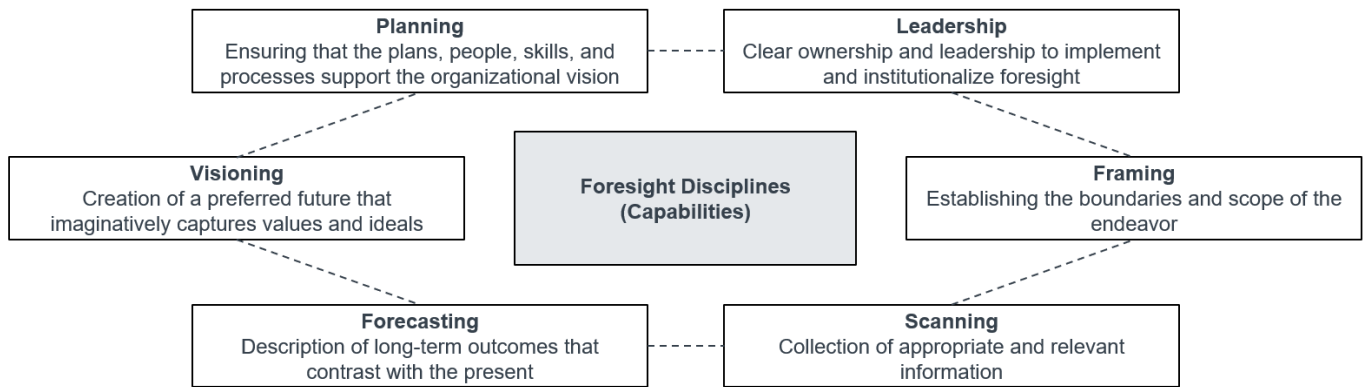 Planning
Ensuring that the plans, people, skills, and
processes support the organizational vision
Leadership
Clear ownership and leadership to implement
and institutionalize foresight
Visioning
Creation of a preferred future that
imaginatively captures values and ideals
Foresight Disciplines
(Capabilities)
Framing
Establishing the boundaries and scope of the
endeavor
Forecasting
Description of long-term outcomes that
contrast with the present
Scanning
Collection of appropriate and relevant
information